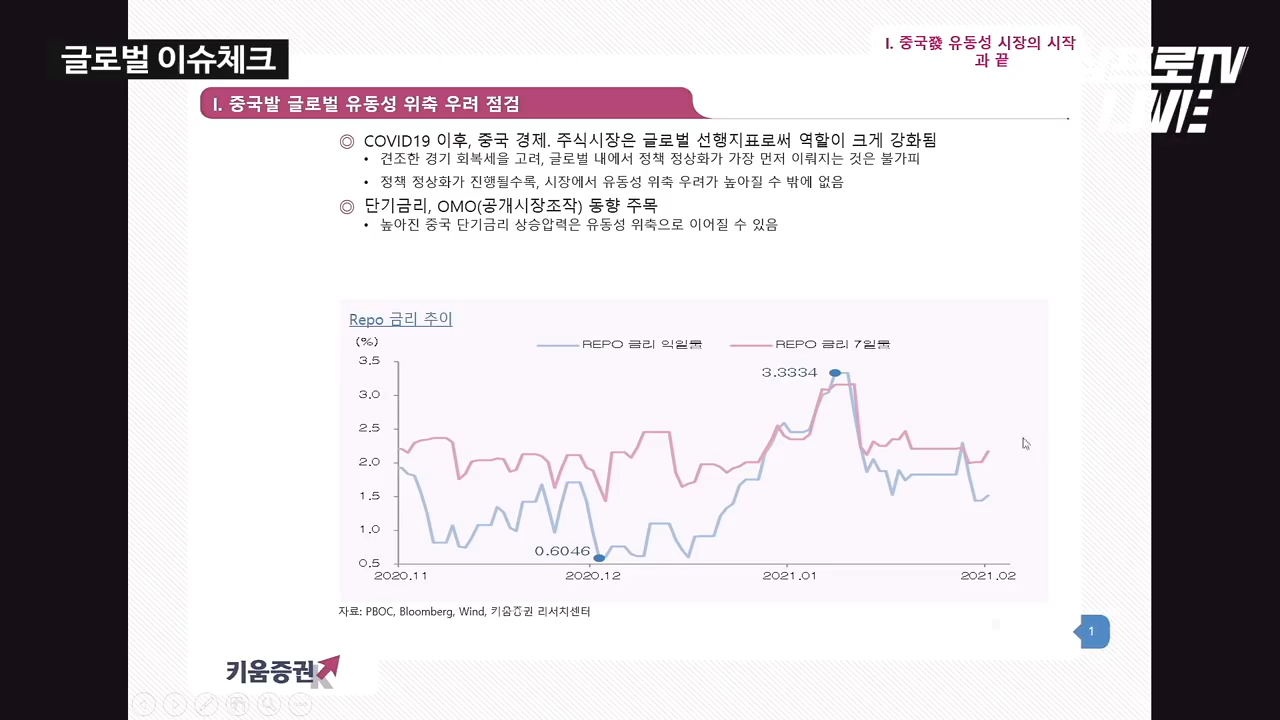 글로벌 이슈체크
I. 중국發 유동성 시장의 시작
과 끝
로TV
LIVE
I. 중국발 글로벌 유동성 위축 우려 점검
◎ COVID19 이후, 중국 경제. 주식시장은 글로벌 선행지표로써 역할이 크게 강화됨
• 견조한 경기 회복세을 고려, 글로벌 내에서 정책 정상화가 가장 먼저 이뤄지는 것은 불가피
• 정책 정상화가 진행될수록, 시장에서 유동성 위축 우려가 높아질 수 밖에 없음
◎ 단기금리, OMO(공개시장조작) 동향 주목
• 높아진 중국 단기금리 상승압력은 유동성 위축으로 이어질 수 있음
Repo 금리 추이
(%)
REPO 금리 익일물
REPO 금리 7일물
3.5
3.0
2.5
2.0
1.5
1.0
0.5
3.3334
0.6046
2020.11
2020.12
2021.01
2021.02
자료: PBOC, Bloomberg, Wind, 키움증권 리서치센터
1
키움증권